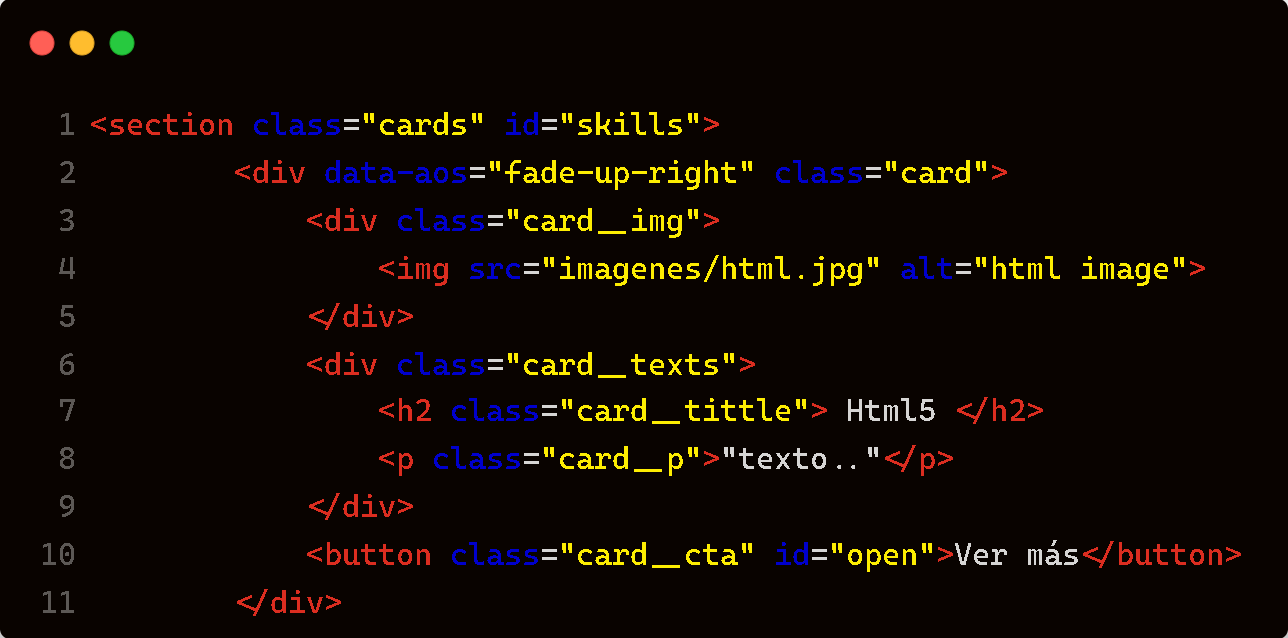 1 <section class="cards" id="skills">
2 <div data-aos="fade-up-right" class="card">
3 <div class="card__img">
4 <img src="imagenes/html.jpg" alt="html image">
5 </div>
6 <div class="card__texts">
7 <h2 class="card__tittle"> Html5 </h2>
8 <p class="card__p">"texto.."</p>
9 </div>
10 <button class="card__cta" id="open">Ver más</button>
11 </div>